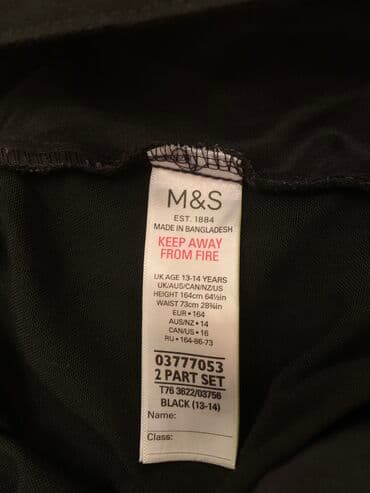 M&S
EST. 1884
MADE IN BANGLADESH
KEEP AWAY
FROM FIRE
UK AGE 13-14 YEARS
UK/AUS/CAN/NZ/US
HEIGHT 164cm 64½in
WAIST 73cm 28¾in
EUR • 164
AUS/NZ • 14
CAN/US • 16
RU • 164-86-73
03777053
2 PART SET
T76 3622/03756
BLACK (13-14)
Name:
Class: